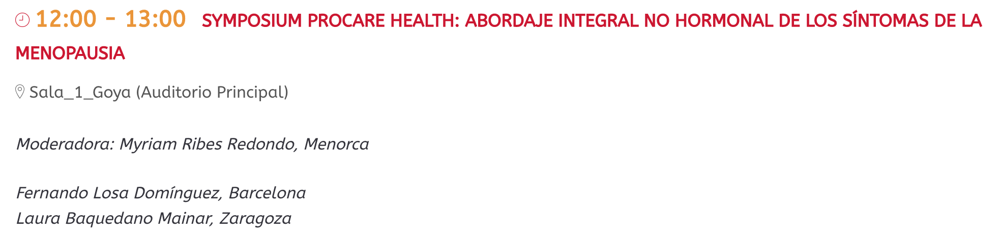 12:00 - 13:00 SYMPOSIUM PROCARE HEALTH: ABORDAJE INTEGRAL NO HORMONAL DE LOS SÍNTOMAS DE LA
MENOPAUSIA
Sala_1_Goya (Auditorio Principal)
Moderadora: Myriam Ribes Redondo, Menorca
Fernando Losa Domínguez, Barcelona
Laura Baquedano Mainar, Zaragoza